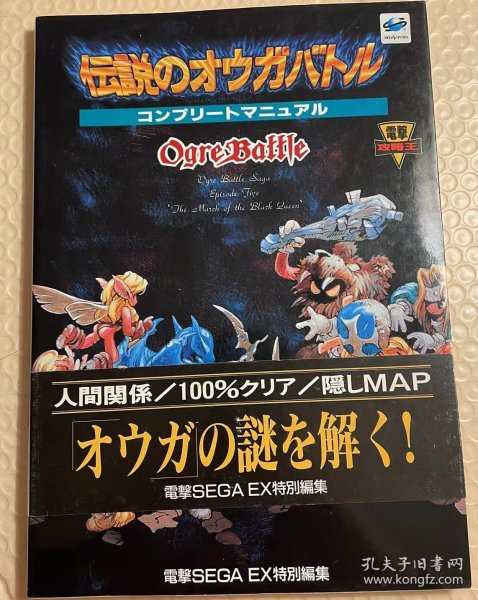 SEGA SATURN
伝説のオウガバトル
コンプリートマニュアル
電撃
攻略王
Ogre Battle
Ogre Battle Saga
Episode Five
"The March of the Black Queen"
人間関係/100%クリア/隠しMAP
「オウガ」の謎を解く!
電撃SEGA EX特別編集
電撃SEGA EX特別編集
孔夫子旧书网
www.kongfz.com